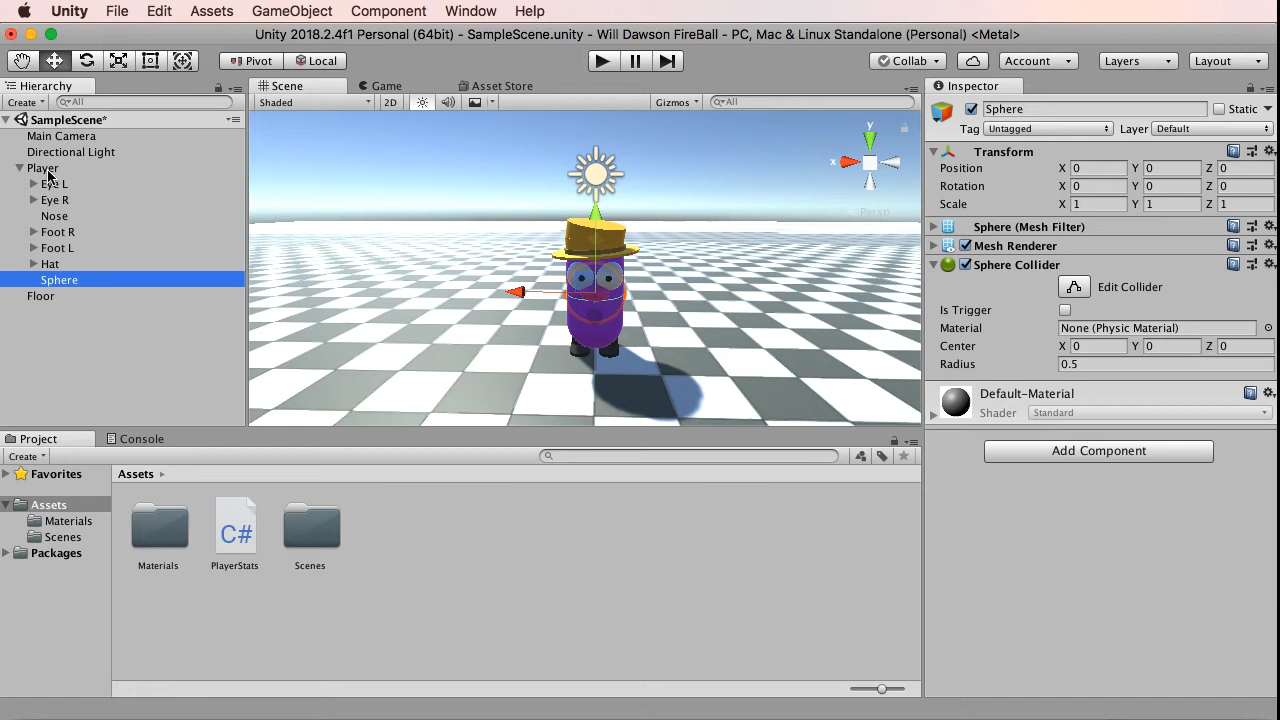 Unity File Edit Assets GameObject Component Window Help
Unity 2018.2.4f1 Personal (64bit) - SampleScene.unity - Will Dawson FireBall - PC, Mac & Linux Standalone (Personal) <Metal>
Pivot Local Collab Account Layers Layout
Hierarchy Scene Game Asset Store Inspector
Create All Shaded 2D Gizmos All
Sphere Static
SampleScene*
Tag Untagged Layer Default
Main Camera
Directional Light
Player
Eye L
Eye R
Nose
Foot R
Foot L
Hat
Sphere
Floor
y
x
Persp
Transform
Position X 0 Y 0 Z 0
Rotation X 0 Y 0 Z 0
Scale X 1 Y 1 Z 1
Sphere (Mesh Filter)
Mesh Renderer
Sphere Collider
Edit Collider
Is Trigger
Material None (Physic Material)
Center X 0 Y 0 Z 0
Radius 0.5
Default-Material
Shader Standard
Add Component
Project Console
Create
Favorites
Assets
Materials
Scenes
Packages
Assets
C#
Materials PlayerStats Scenes